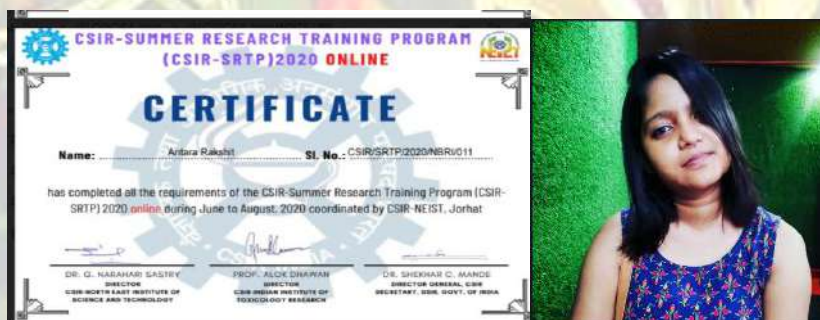 CSIR-SUMMER RESEARCH TRAINING PROGRAM
(CSIR-SRTP)2020 ONLINE
CERTIFICATE
Name: Antara Rakshit Sl. No.: CSIR/SRTP/2020/NBRI/011
has completed all the requirements of the CSIR-Summer Research Training Program (CSIR-
SRTP) 2020 online during June to August, 2020 coordinated by CSIR-NEIST, Jorhat
DR. G. NARAHARI SASTRY
DIRECTOR
CSIR-NORTH EAST INSTITUTE OF
SCIENCE AND TECHNOLOGY
PROF. ALOK DHAWAN
DIRECTOR
CSIR-INDIAN INSTITUTE OF
TOXICOLOGY RESEARCH
DR. SHEKHAR C. MANDE
DIRECTOR GENERAL, CSIR
SECRETARY, DSIR, GOVT. OF INDIA